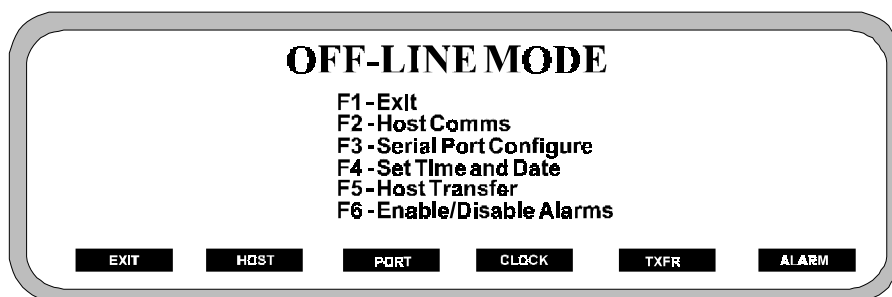 OFF-LINE MODE
F1-Exit
F2-Host Comms
F3-Serial Port Configure
F4-Set Time and Date
F5-Host Transfer
F6-Enable/Disable Alarms
EXIT HOST PORT CLOCK TXFR ALARM